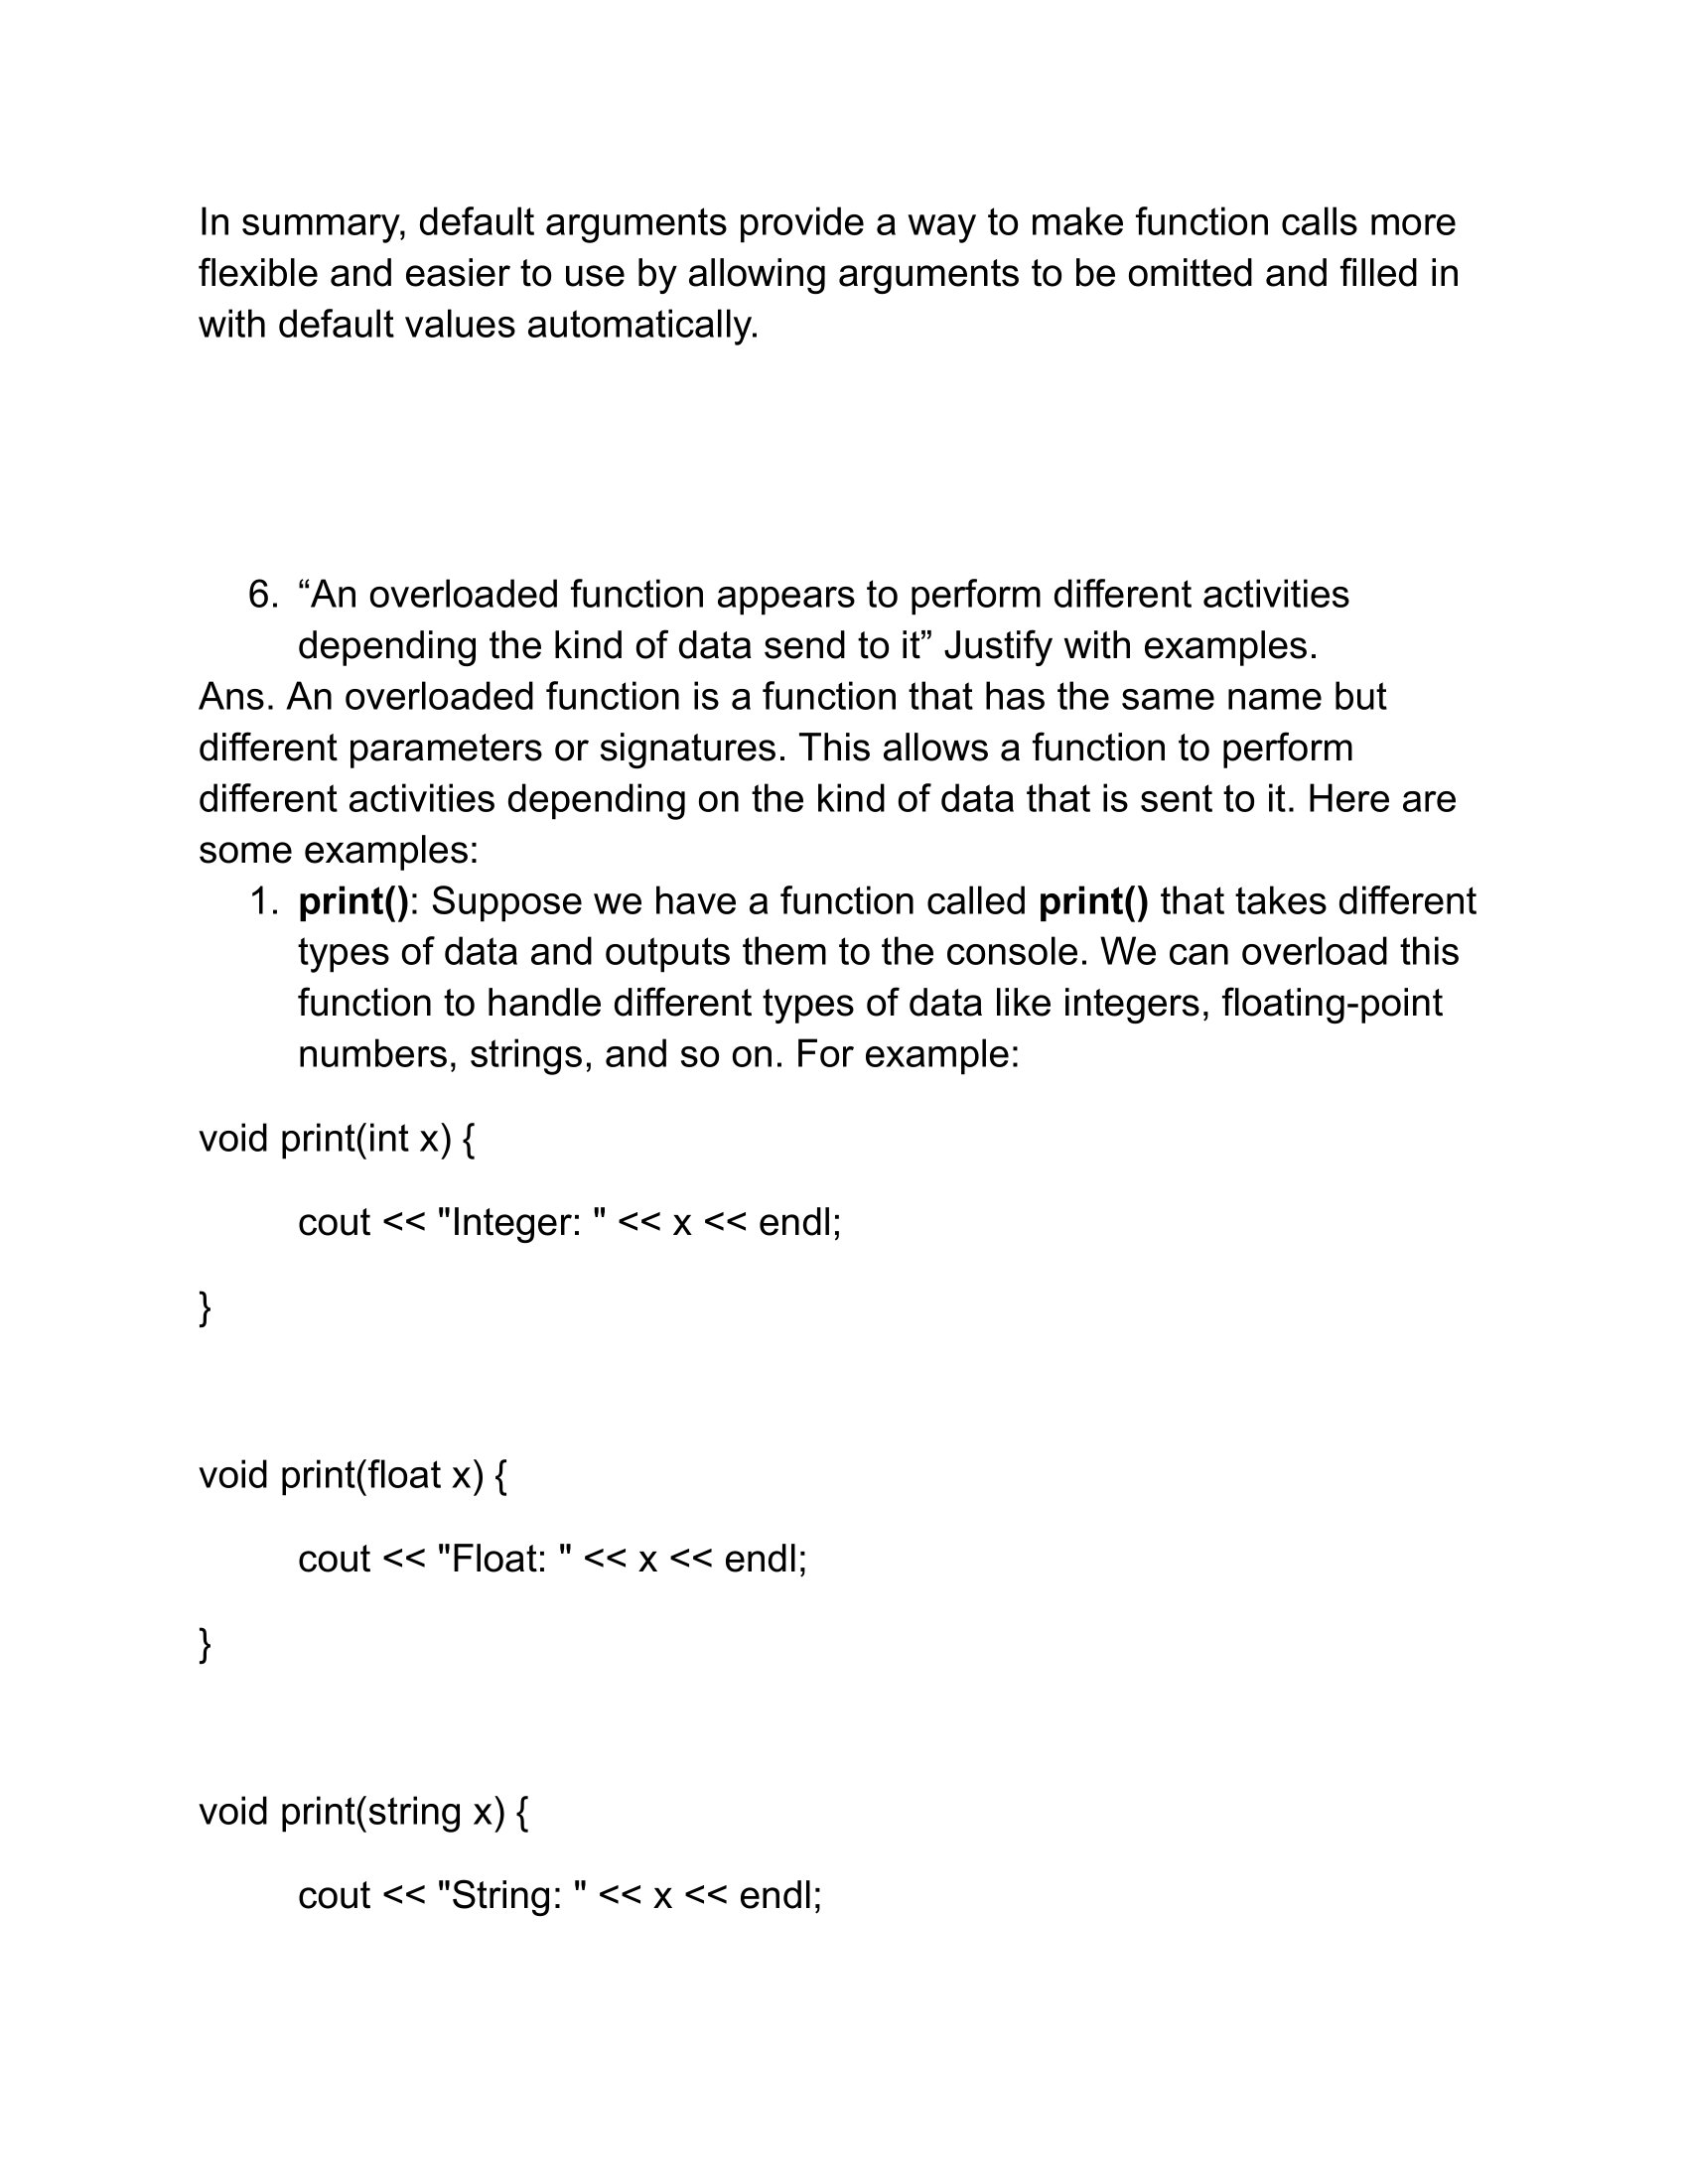 In summary, default arguments provide a way to make function calls more
flexible and easier to use by allowing arguments to be omitted and filled in
with default values automatically.
6. “An overloaded function appears to perform different activities
depending the kind of data send to it” Justify with examples.
Ans. An overloaded function is a function that has the same name but
different parameters or signatures. This allows a function to perform
different activities depending on the kind of data that is sent to it. Here are
some examples:
1. print(): Suppose we have a function called print() that takes different
types of data and outputs them to the console. We can overload this
function to handle different types of data like integers, floating-point
numbers, strings, and so on. For example:
void print(int x) {
cout << "Integer: " << x << endl;
}
void print(float x) {
cout << "Float: " << x << endl;
}
void print(string x) {
cout << "String: " << x << endl;